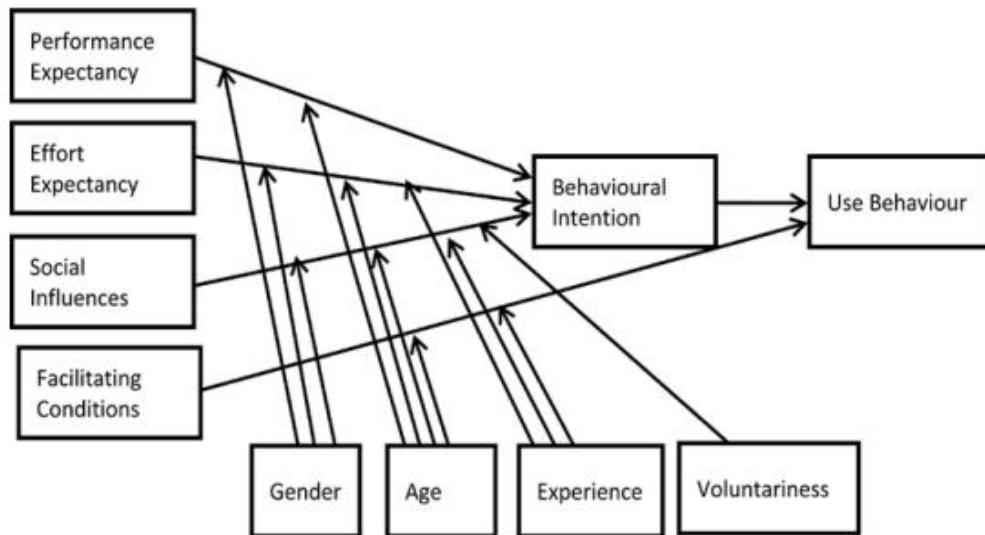 Performance
Expectancy
Effort
Expectancy
Behavioural
Intention
Use Behaviour
Social
Influences
Facilitating
Conditions
Gender
Age
Experience
Voluntariness